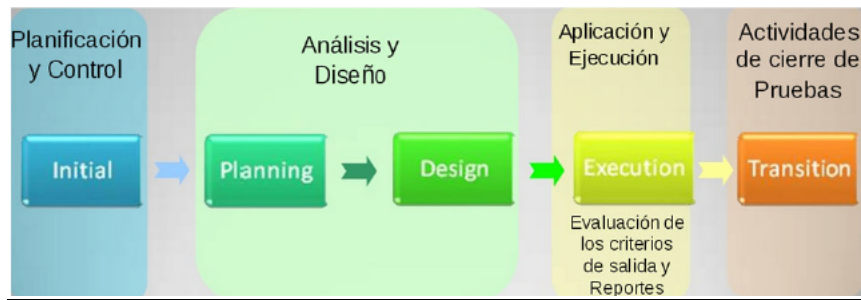 Planificación
y Control
Initial
Análisis y
Diseño
Planning
Design
Aplicación y
Ejecución
Execution
Evaluación de
los criterios
de salida y
Reportes
Actividades
de cierre de
Pruebas
Transition